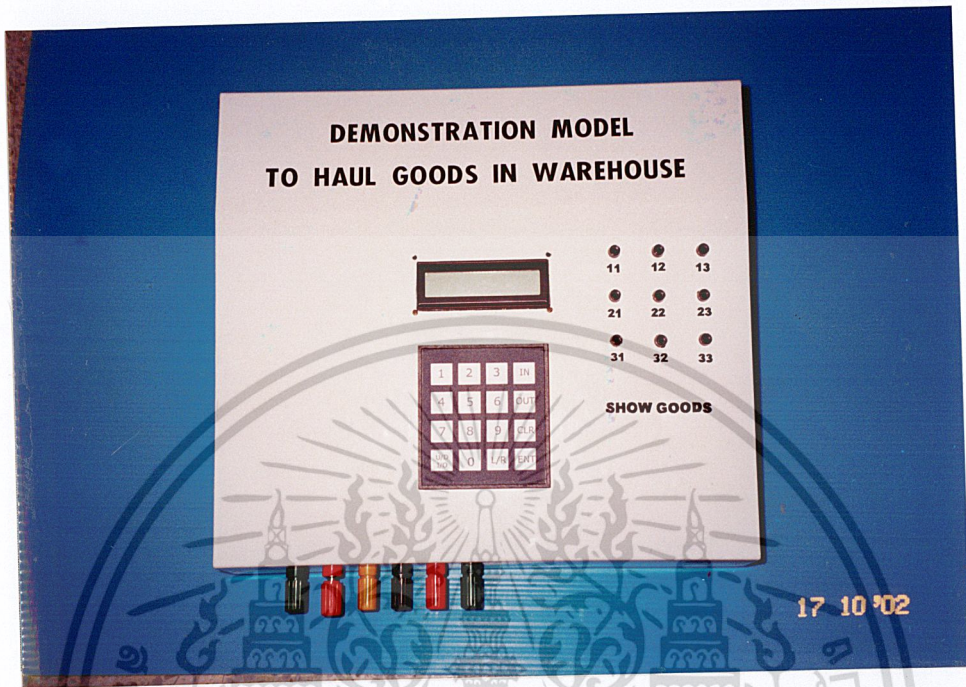 DEMONSTRATION MODEL
TO HAUL GOODS IN WAREHOUSE
11 12 13
21 22 23
31 32 33
SHOW GOODS
1 2 3 IN
4 5 6 OUT
7 8 9 CLR
0 L/R ENT
17 10 '02